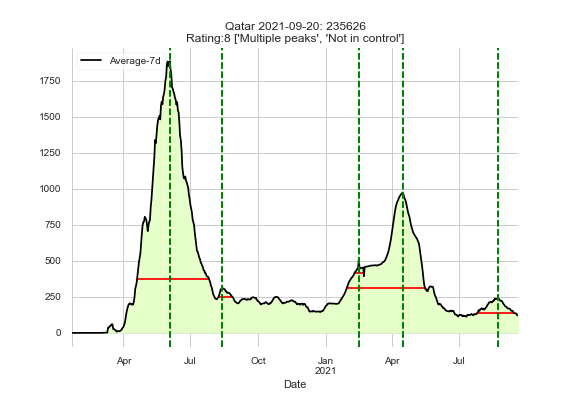 Qatar 2021-09-20: 235626
Rating:8 ['Multiple peaks', 'Not in control']
Average-7d
1750
1500
1250
1000
750
500
250
0
Apr
Jul
Oct
Jan
2021
Apr
Jul
Date